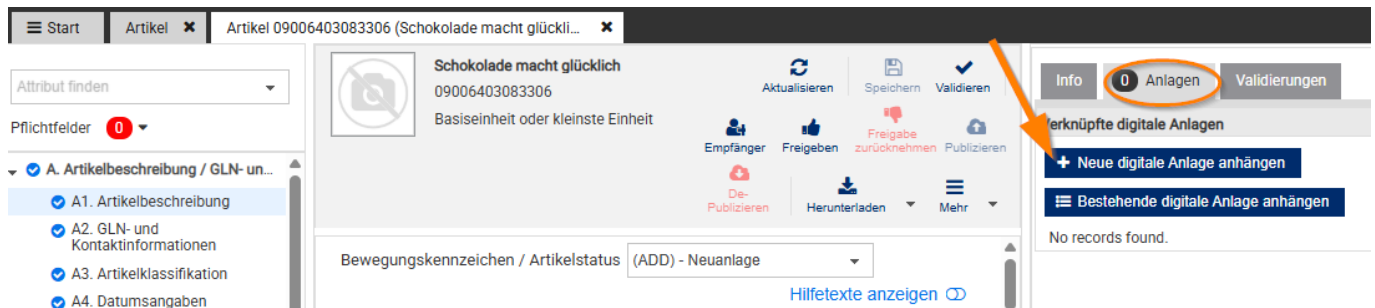 Start
Artikel
Artikel 09006403083306 (Schokolade macht glückli...
Attribut finden
Pflichtfelder 0
A. Artikelbeschreibung / GLN- un...
A1. Artikelbeschreibung
A2. GLN- und
Kontaktinformationen
A3. Artikelklassifikation
A4. Datumsangaben
Schokolade macht glücklich
09006403083306
Basiseinheit oder kleinste Einheit
Aktualisieren
Speichern
Validieren
Empfänger
Freigeben
Freigabe
zurücknehmen
Publizieren
De-
Publizieren
Herunterladen
Mehr
Bewegungskennzeichen / Artikelstatus (ADD) - Neuanlage
Hilfetexte anzeigen
Info
0 Anlagen
Validierungen
Verknüpfte digitale Anlagen
+ Neue digitale Anlage anhängen
Bestehende digitale Anlage anhängen
No records found.